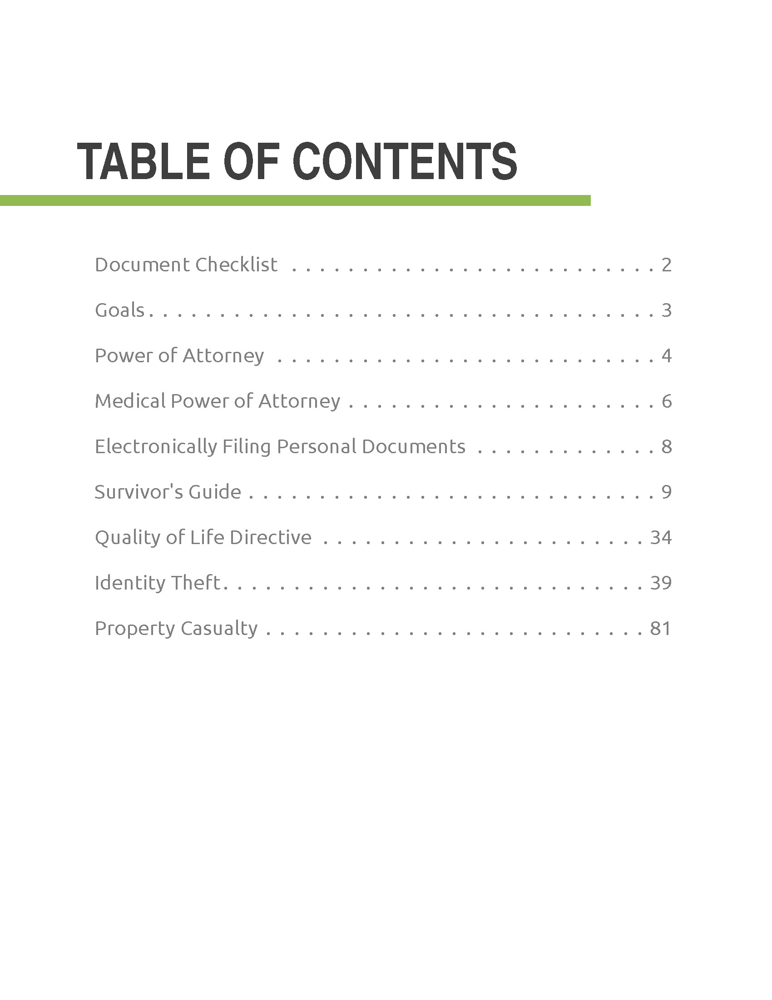 TABLE OF CONTENTS
Document Checklist . . . . . . . . . . . . . . . . . . . . . . . . . . 2
Goals . . . . . . . . . . . . . . . . . . . . . . . . . . . . . . . . . . . . 3
Power of Attorney . . . . . . . . . . . . . . . . . . . . . . . . . . . 4
Medical Power of Attorney . . . . . . . . . . . . . . . . . . . . . . 6
Electronically Filing Personal Documents . . . . . . . . . . . . . 8
Survivor's Guide . . . . . . . . . . . . . . . . . . . . . . . . . . . . . 9
Quality of Life Directive . . . . . . . . . . . . . . . . . . . . . . . 34
Identity Theft . . . . . . . . . . . . . . . . . . . . . . . . . . . . . . 39
Property Casualty . . . . . . . . . . . . . . . . . . . . . . . . . . . 81